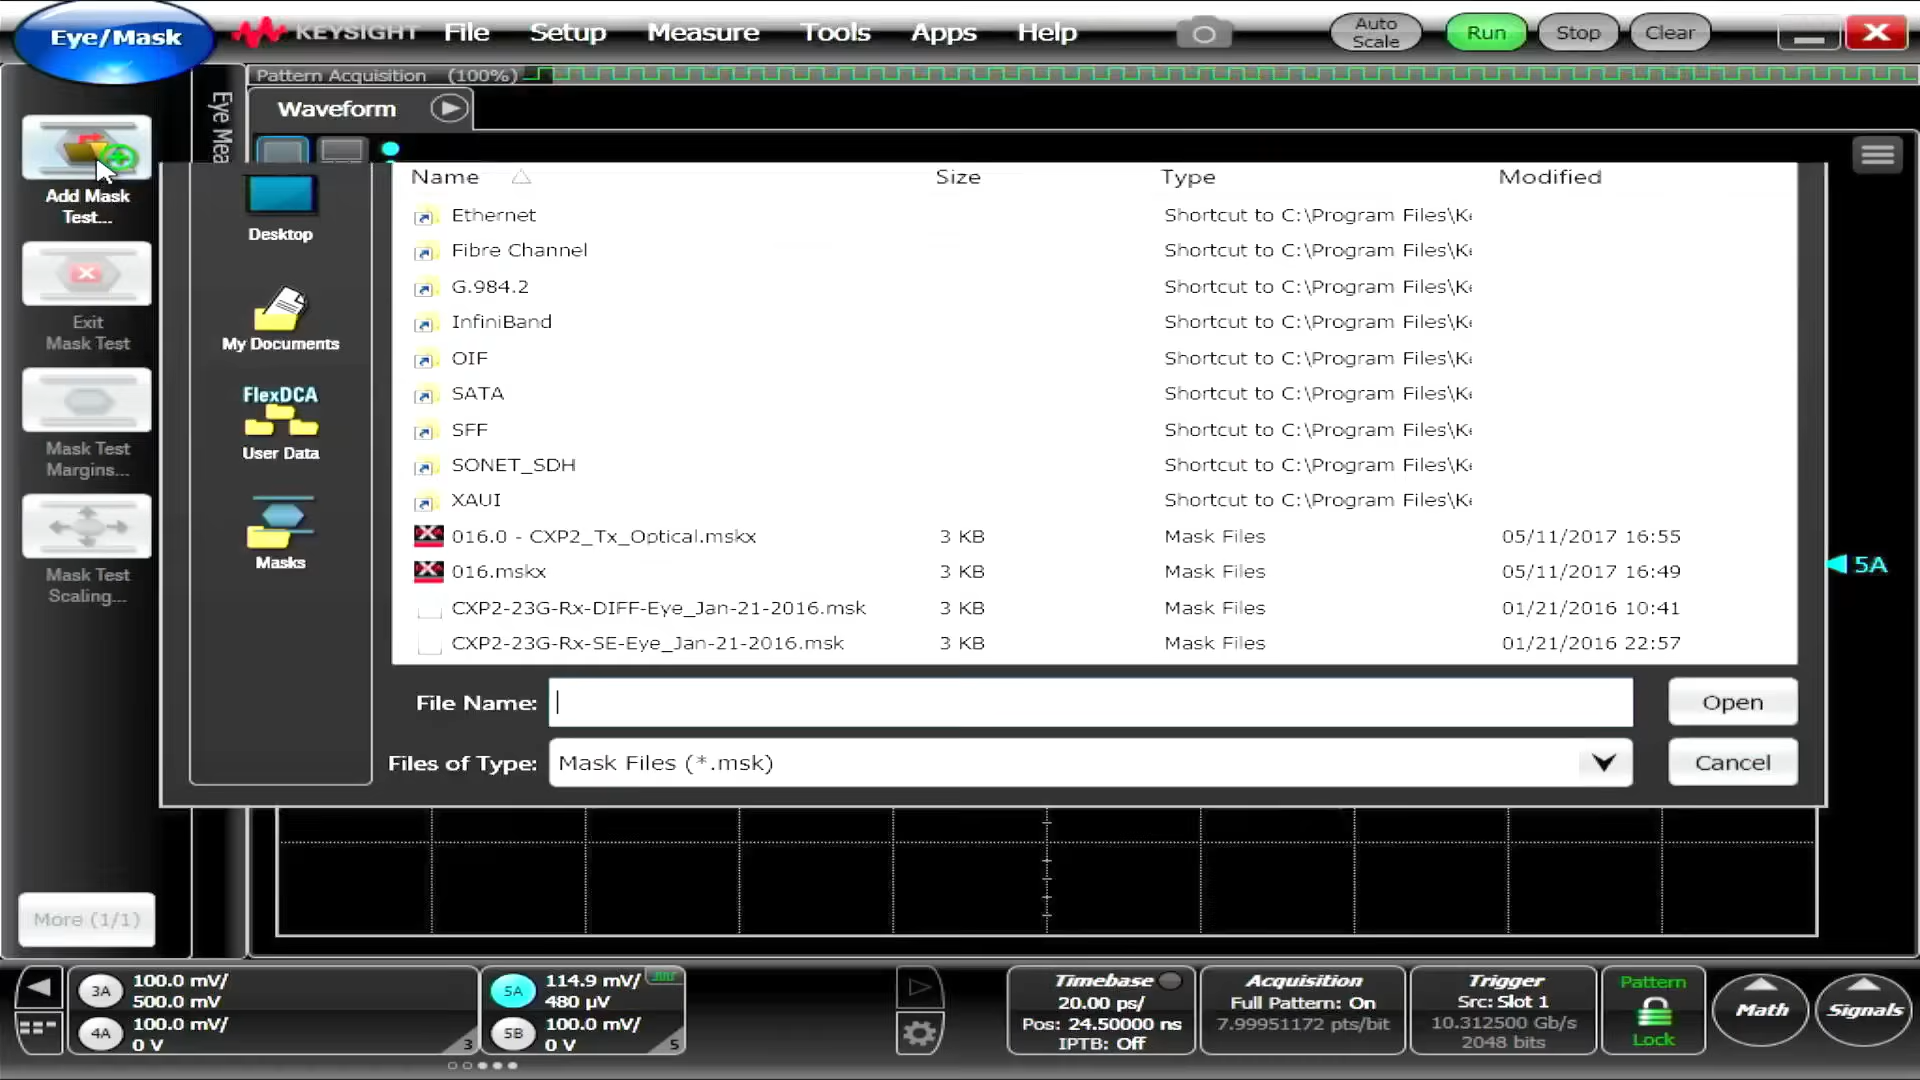 Eye/Mask
KEYSIGHT File Setup Measure Tools Apps Help
Auto
Scale
Run Stop Clear
Pattern Acquisition (100%)
Eye Mea
Waveform
Add Mask
Test...
Exit
Mask Test
Mask Test
Margins...
Mask Test
Scaling...
More (1/1)
Desktop
My Documents
FlexDCA
User Data
Masks
Name Size Type Modified
Ethernet Shortcut to C:\Program Files\Ke
Fibre Channel Shortcut to C:\Program Files\Ke
G.984.2 Shortcut to C:\Program Files\Ke
InfiniBand Shortcut to C:\Program Files\Ke
OIF Shortcut to C:\Program Files\Ke
SATA Shortcut to C:\Program Files\Ke
SFF Shortcut to C:\Program Files\Ke
SONET_SDH Shortcut to C:\Program Files\Ke
XAUI Shortcut to C:\Program Files\Ke
016.0 - CXP2_Tx_Optical.mskx 3 KB Mask Files 05/11/2017 16:55
016.mskx 3 KB Mask Files 05/11/2017 16:49
CXP2-23G-Rx-DIFF-Eye_Jan-21-2016.msk 3 KB Mask Files 01/21/2016 10:41
CXP2-23G-Rx-SE-Eye_Jan-21-2016.msk 3 KB Mask Files 01/21/2016 22:57
File Name: Open
Files of Type: Mask Files (*.msk) Cancel
5A
3A 100.0 mV/
500.0 mV
4A 100.0 mV/
0 V
3
5A 114.9 mV/
480 µV
5B 100.0 mV/
0 V
5
Timebase
20.00 ps/
Pos: 24.50000 ns
IPTB: Off
Acquisition
Full Pattern: On
7.99951172 pts/bit
Trigger
Src: Slot 1
10.312500 Gb/s
2048 bits
Pattern
Lock
Math
Signals